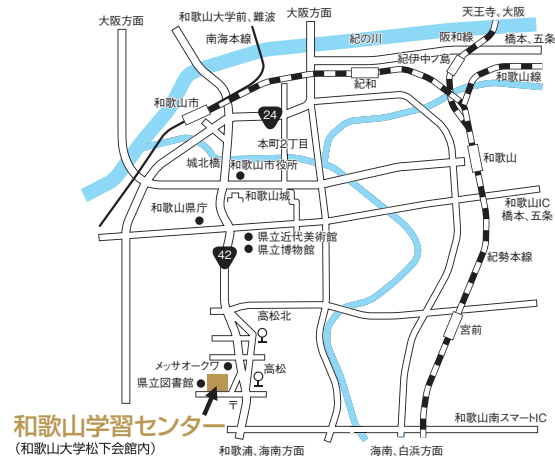 大阪方面
和歌山大学前、難波
南海本線
大阪方面
紀の川
天王寺、大阪
阪和線
橋本、五条
紀伊中ノ島
和歌山線
紀和
和歌山市
24
本町2丁目
城北橋
和歌山市役所
和歌山
和歌山城
和歌山県庁
和歌山IC
橋本、五条
県立近代美術館
県立博物館
42
紀勢本線
高松北
宮前
メッサオークワ
高松
県立図書館
〒
和歌山学習センター
(和歌山大学松下会館内)
和歌山南スマートIC
和歌浦、海南方面
海南、白浜方面